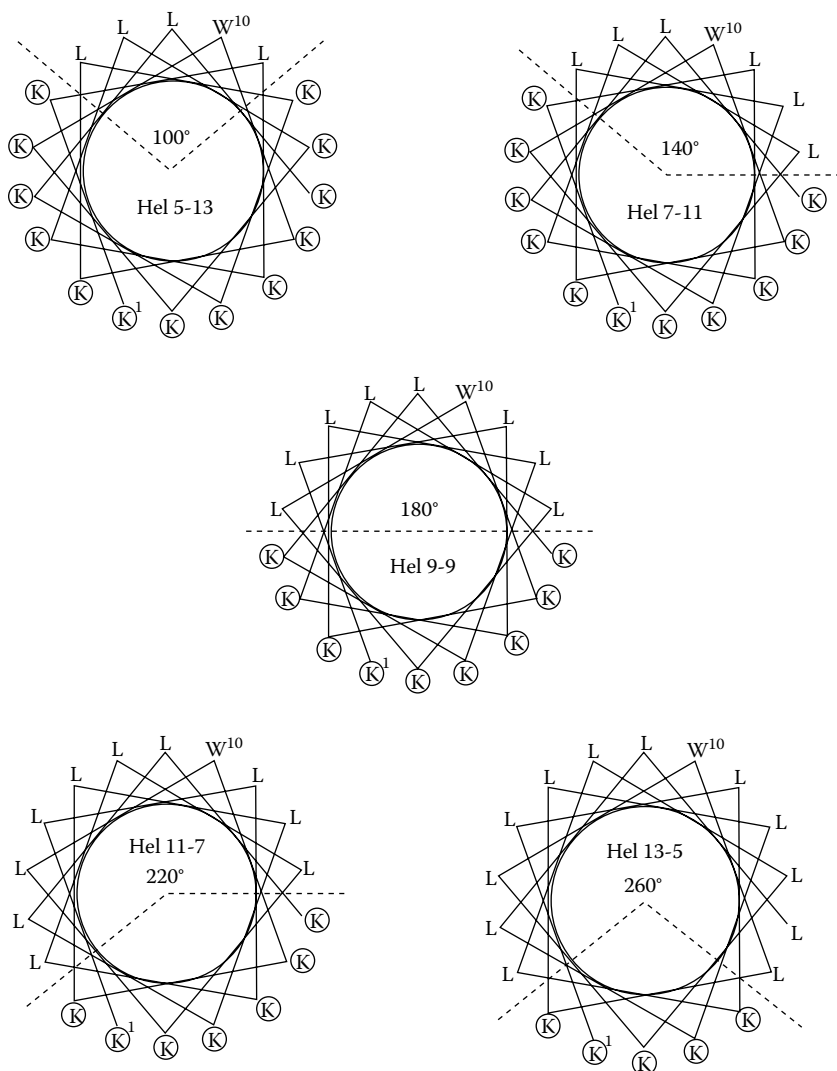 L
L W¹⁰
L L
K K
100°
K K
K K
Hel 5-13
K K
K K
K¹ K K
L
L W¹⁰
L L
K L
140°
K L
K K
Hel 7-11
K K
K K
K¹ K K
L
L W¹⁰
L L
L L
180°
L L
K K
Hel 9-9
K K
K K
K¹ K K
L
L W¹⁰
L L
L L
Hel 11-7
L L
220°
L K
L K
K K
K¹ K K
L
L W¹⁰
L L
L L
Hel 13-5
L L
260°
L L
L L
K K
K¹ K K